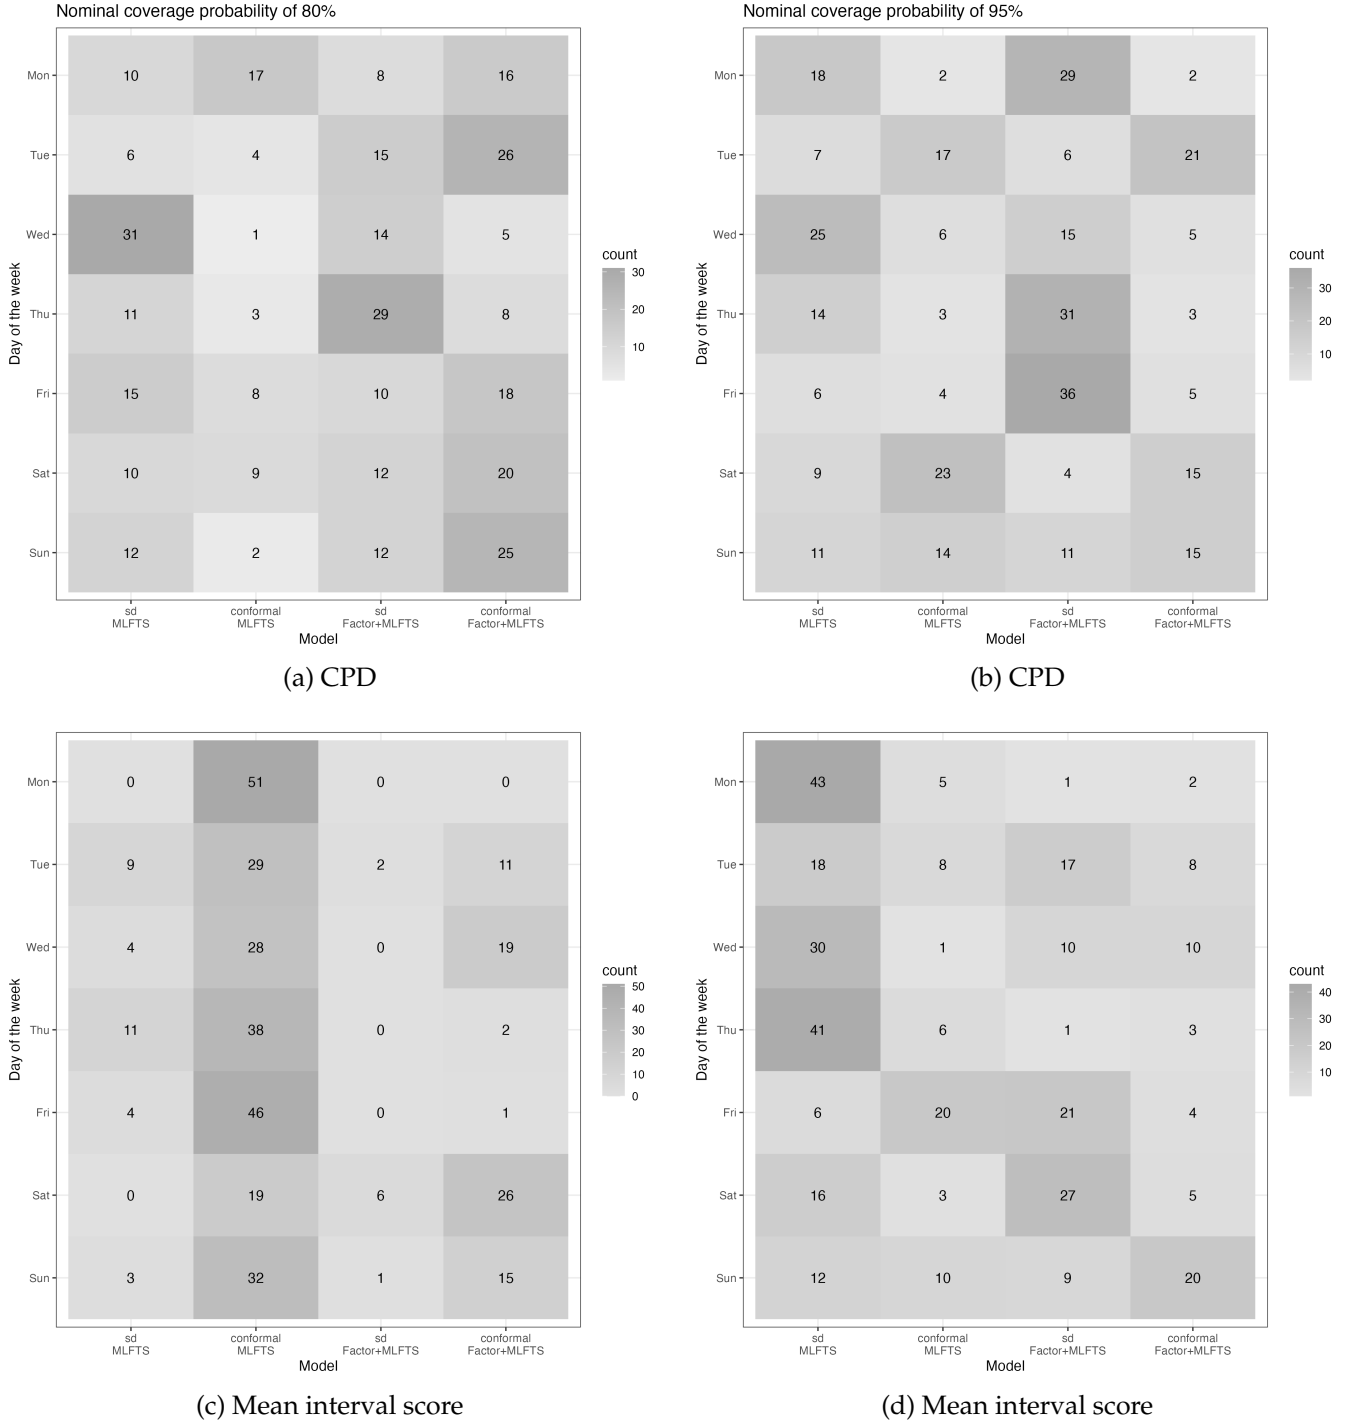 Nominal coverage probability of 80%
Mon 10 17 8 16
Tue 6 4 15 26
Wed 31 1 14 5
Thu 11 3 29 8
Fri 15 8 10 18
Sat 10 9 12 20
Sun 12 2 12 25
Day of the week
sd conformal sd conformal
MLFTS MLFTS Factor+MLFTS Factor+MLFTS
Model
count
30
20
10
(a) CPD
Nominal coverage probability of 95%
Mon 18 2 29 2
Tue 7 17 6 21
Wed 25 6 15 5
Thu 14 3 31 3
Fri 6 4 36 5
Sat 9 23 4 15
Sun 11 14 11 15
Day of the week
sd conformal sd conformal
MLFTS MLFTS Factor+MLFTS Factor+MLFTS
Model
count
30
20
10
(b) CPD
Mon 0 51 0 0
Tue 9 29 2 11
Wed 4 28 0 19
Thu 11 38 0 2
Fri 4 46 0 1
Sat 0 19 6 26
Sun 3 32 1 15
Day of the week
sd conformal sd conformal
MLFTS MLFTS Factor+MLFTS Factor+MLFTS
Model
count
50
40
30
20
10
0
(c) Mean interval score
Mon 43 5 1 2
Tue 18 8 17 8
Wed 30 1 10 10
Thu 41 6 1 3
Fri 6 20 21 4
Sat 16 3 27 5
Sun 12 10 9 20
Day of the week
sd conformal sd conformal
MLFTS MLFTS Factor+MLFTS Factor+MLFTS
Model
count
40
30
20
10
(d) Mean interval score